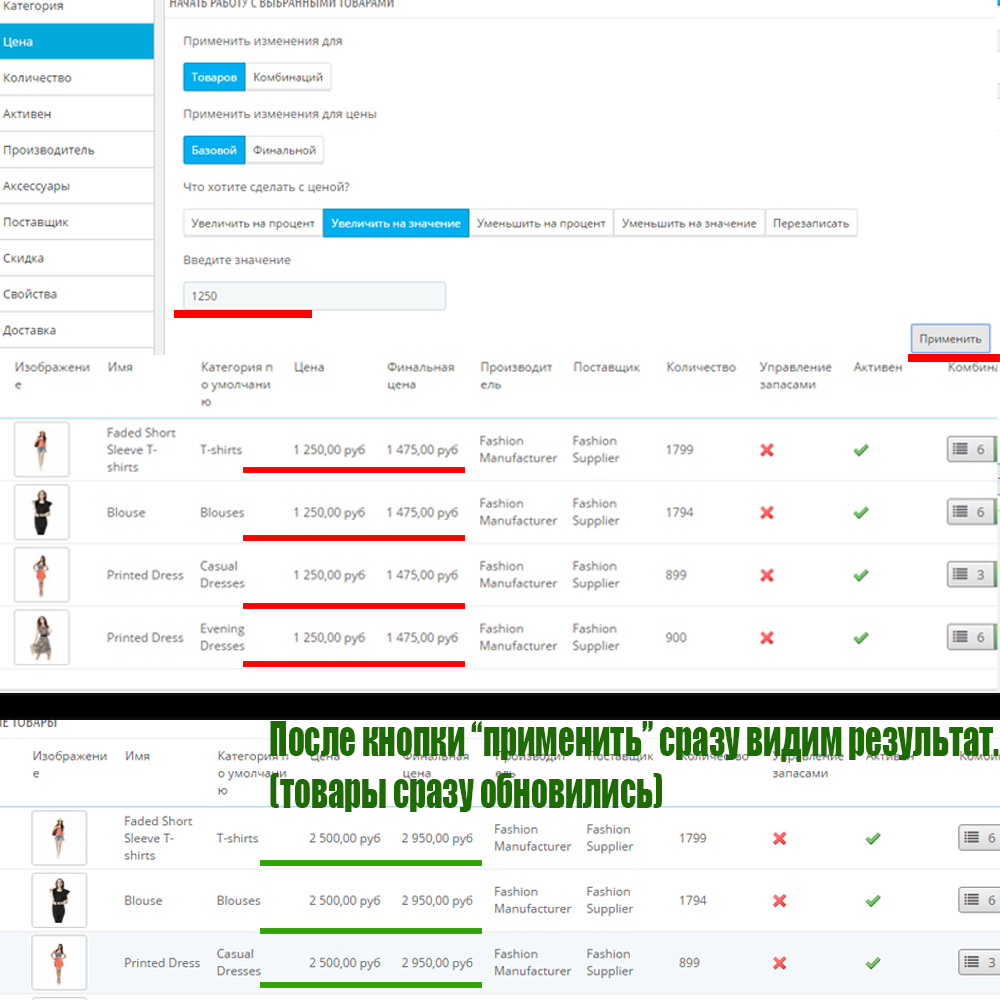 Категория
НАЧАТЬ РАБОТУ С ВЫБРАННЫМИ ТОВАРАМИ
Цена
Количество
Активен
Производитель
Аксессуары
Поставщик
Скидка
Свойства
Доставка
Применить изменения для
Товаров Комбинаций
Применить изменения для цены
Базовой Финальной
Что хотите сделать с ценой?
Увеличить на процент Увеличить на значение Уменьшить на процент Уменьшить на значение Перезаписать
Введите значение
1250
Применить
Изображени Имя Категория п Цена Финальная Производит Поставщик Количество Управление Активен Комбина
е о умолчани цена ель запасами
ю
Faded Short
Sleeve T-
shirts
T-shirts 1 250,00 руб 1 475,00 руб
Fashion
Manufacturer
Fashion
Supplier
1799 6
Blouse Blouses 1 250,00 руб 1 475,00 руб
Fashion
Manufacturer
Fashion
Supplier
1794 6
Printed Dress
Casual
Dresses
1 250,00 руб 1 475,00 руб
Fashion
Manufacturer
Fashion
Supplier
899 3
Printed Dress
Evening
Dresses
1 250,00 руб 1 475,00 руб
Fashion
Manufacturer
Fashion
Supplier
900 6
Е ТОВАРЫ
После кнопки “применить” сразу видим результат.
(товары сразу обновились)
Изображени Имя Категория п Цена Финальная Производит Поставщик Количество Управление Активен Комби
е о умолчани цена ель запасами
ю
Faded Short
Sleeve T-
shirts
T-shirts 2 500,00 руб 2 950,00 руб
Fashion
Manufacturer
Fashion
Supplier
1799 6
Blouse Blouses 2 500,00 руб 2 950,00 руб
Fashion
Manufacturer
Fashion
Supplier
1794 6
Printed Dress
Casual
Dresses
2 500,00 руб 2 950,00 руб
Fashion
Manufacturer
Fashion
Supplier
899 3